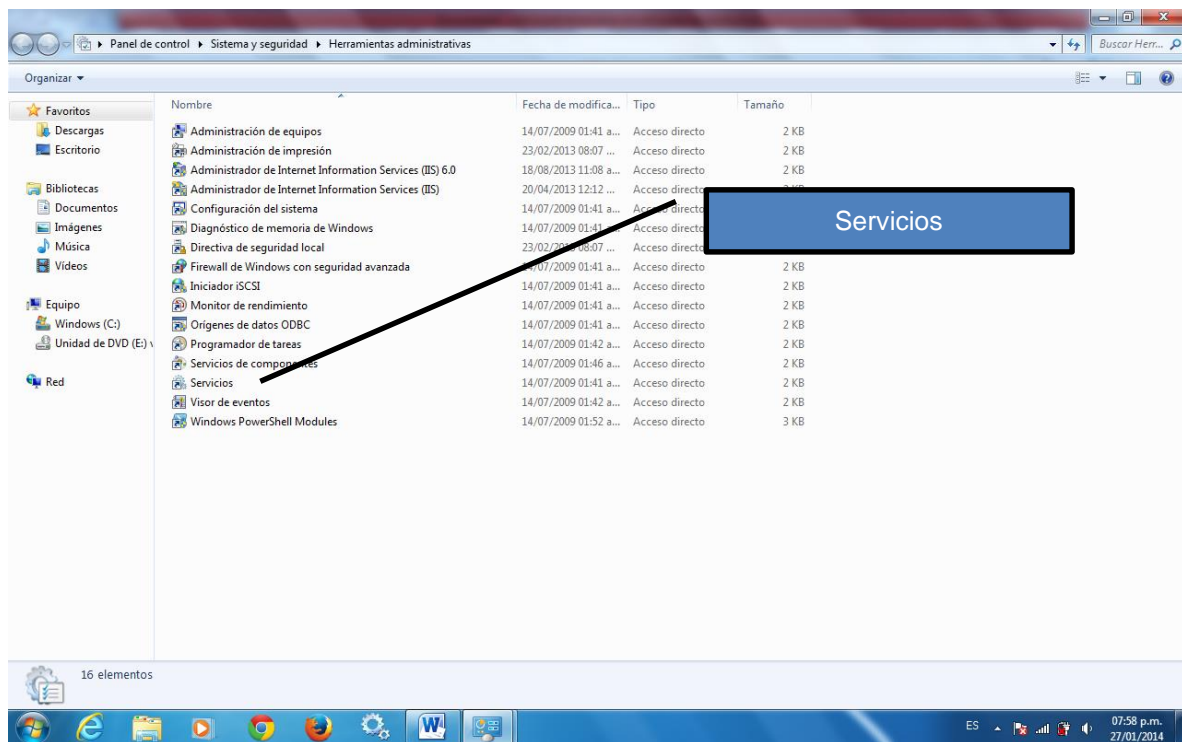 Panel de control ▸ Sistema y seguridad ▸ Herramientas administrativas
Buscar Herr...
Organizar
Favoritos
Descargas
Escritorio
Bibliotecas
Documentos
Imágenes
Música
Vídeos
Equipo
Windows (C:)
Unidad de DVD (E:)
Red
Nombre Fecha de modifica... Tipo Tamaño
Administración de equipos 14/07/2009 01:41 a... Acceso directo 2 KB
Administración de impresión 23/02/2013 08:07 ... Acceso directo 2 KB
Administrador de Internet Information Services (IIS) 6.0 18/08/2013 11:08 a... Acceso directo 2 KB
Administrador de Internet Information Services (IIS) 20/04/2013 12:12 ... Acceso directo
Configuración del sistema 14/07/2009 01:41 a... Acceso directo
Diagnóstico de memoria de Windows 14/07/2009 01:41 a... Acceso directo
Directiva de seguridad local 23/02/2013 08:07 ... Acceso directo
Firewall de Windows con seguridad avanzada 14/07/2009 01:41 a... Acceso directo 2 KB
Iniciador iSCSI 14/07/2009 01:41 a... Acceso directo 2 KB
Monitor de rendimiento 14/07/2009 01:41 a... Acceso directo 2 KB
Orígenes de datos ODBC 14/07/2009 01:41 a... Acceso directo 2 KB
Programador de tareas 14/07/2009 01:42 a... Acceso directo 2 KB
Servicios de componentes 14/07/2009 01:46 a... Acceso directo 2 KB
Servicios 14/07/2009 01:41 a... Acceso directo 2 KB
Visor de eventos 14/07/2009 01:42 a... Acceso directo 2 KB
Windows PowerShell Modules 14/07/2009 01:52 a... Acceso directo 3 KB
Servicios
16 elementos
ES
07:58 p.m.
27/01/2014